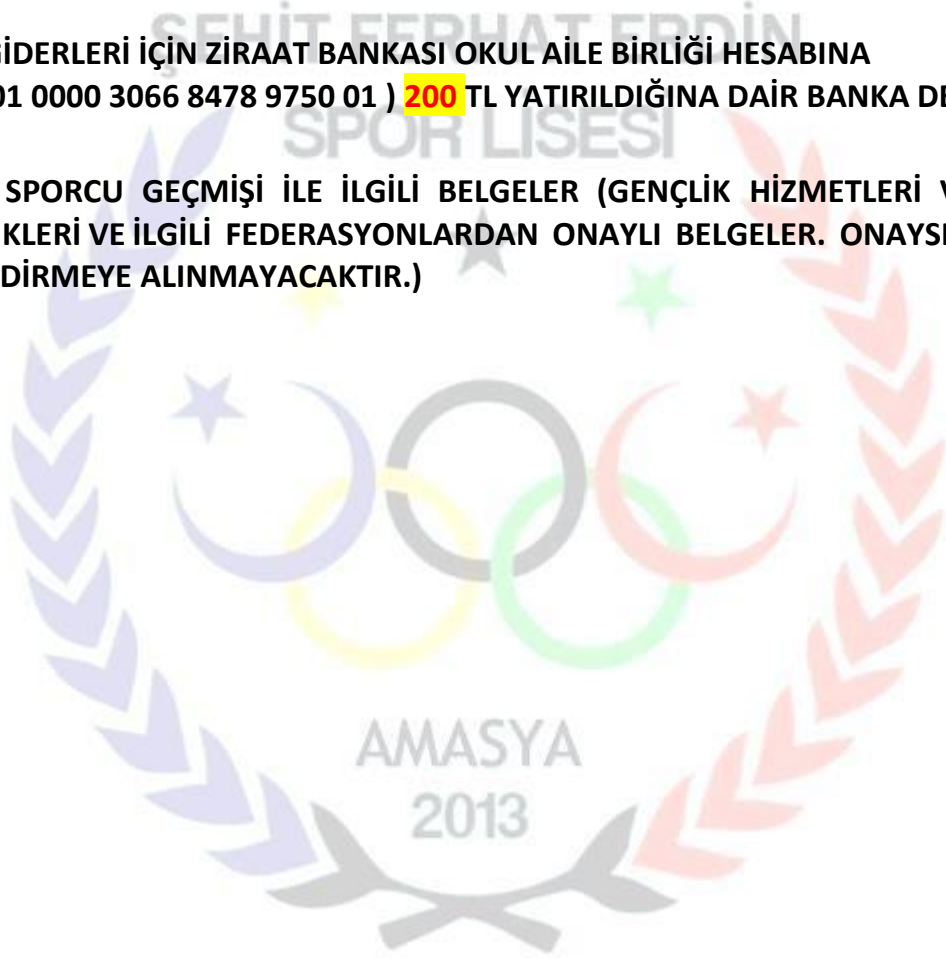 ŞEHİT FERHAT ERDİN
GİDERLERİ İÇİN ZİRAAT BANKASI OKUL AİLE BİRLİĞİ HESABINA
01 0000 3066 8478 9750 01 ) 200 TL YATIRILDIĞINA DAİR BANKA DE
SPOR LİSESİ
SPORCU GEÇMİŞİ İLE İLGİLİ BELGELER (GENÇLİK HİZMETLERİ V
KLERİ VE İLGİLİ FEDERASYONLARDAN ONAYLI BELGELER. ONAYS
DİRMEYE ALINMAYACAKTIR.)
AMASYA
2013